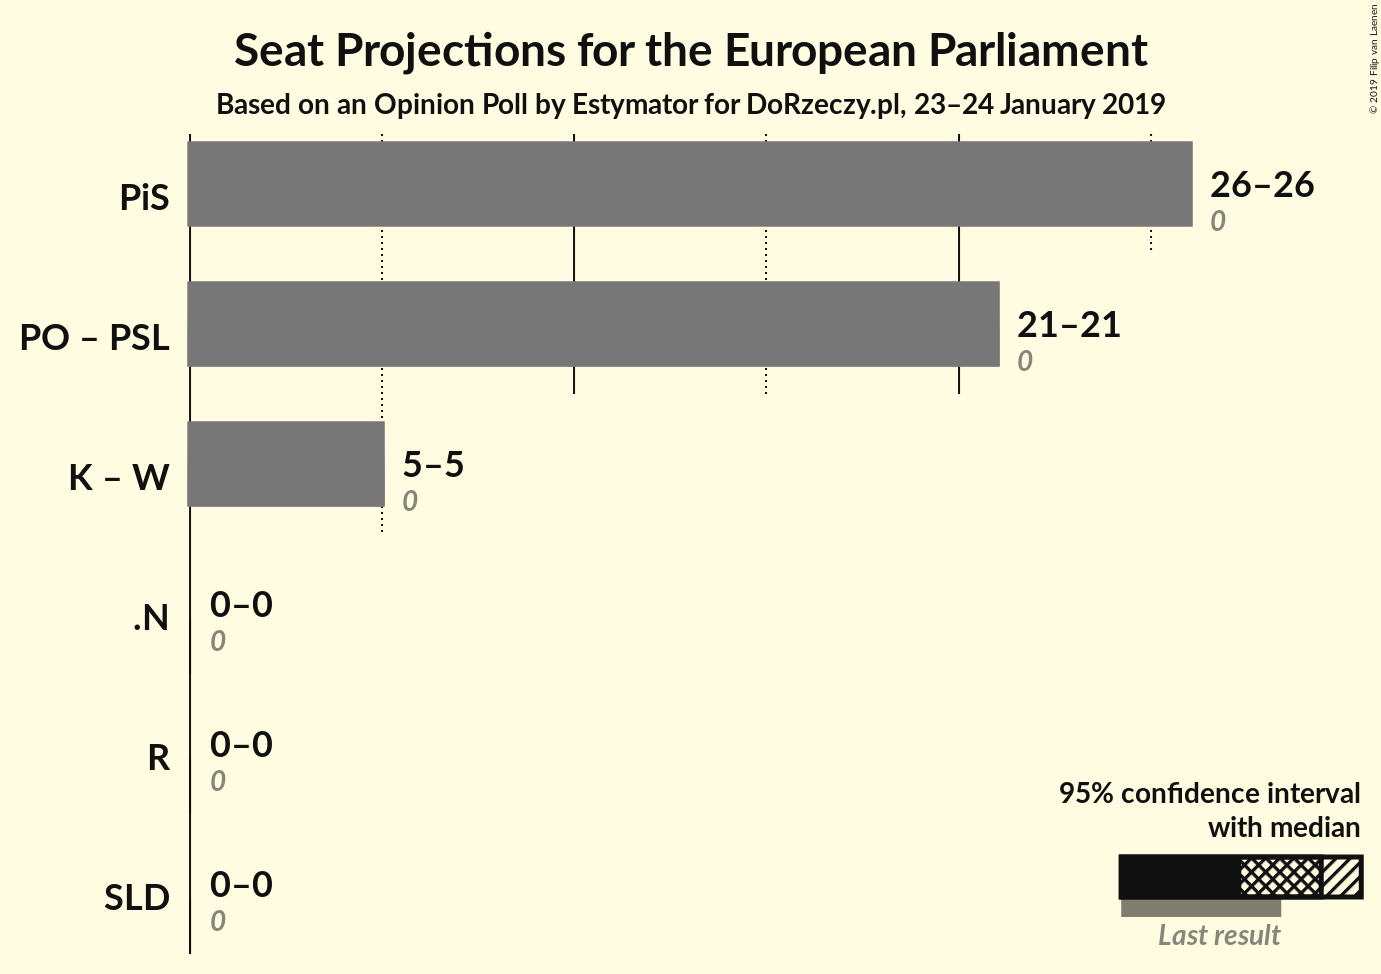 Seat Projections for the European Parliament
Based on an Opinion Poll by Estymator for DoRzeczy.pl, 23–24 January 2019
© 2019 Filip van Laenen
PiS
26–26
0
PO – PSL
21–21
0
K – W
5–5
0
.N
0–0
0
R
0–0
0
SLD
0–0
0
95% confidence interval
with median
Last result